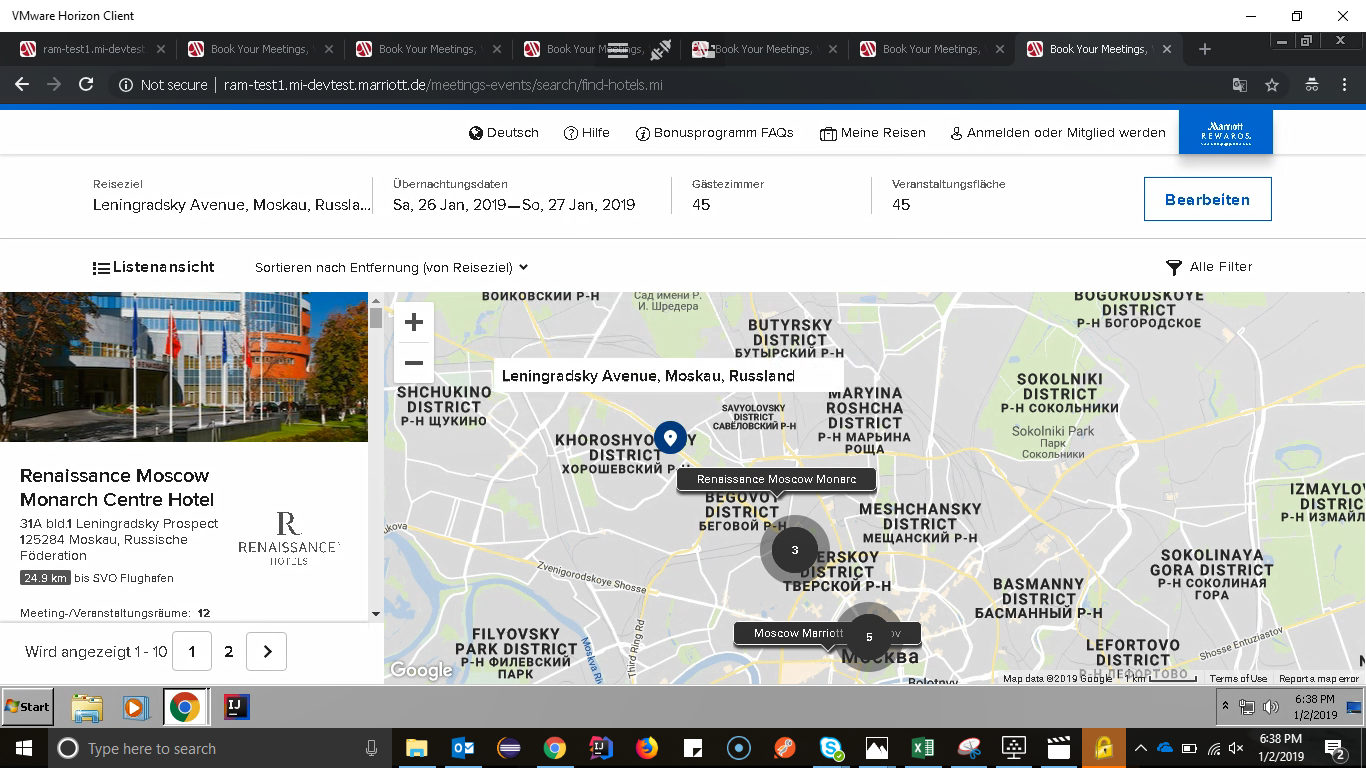 VMware Horizon Client
ram-test1.mi-devtest
Book Your Meetings,
Book Your Meetings,
Book Your Meetings,
Book Your Meetings,
Book Your Meetings,
Book Your Meetings,
Not secure | ram-test1.mi-devtest.marriott.de/meetings-events/search/find-hotels.mi
Deutsch
Hilfe
Bonusprogramm FAQs
Meine Reisen
Anmelden oder Mitglied werden
Marriott
REWARDS.
Reiseziel
Leningradsky Avenue, Moskau, Russla...
Übernachtungsdaten
Sa, 26 Jan, 2019—So, 27 Jan, 2019
Gästezimmer
45
Veranstaltungsfläche
45
Bearbeiten
Listenansicht
Sortieren nach Entfernung (von Reiseziel)
Alle Filter
Renaissance Moscow
Monarch Centre Hotel
31A bld.1 Leningradsky Prospect
125284 Moskau, Russische
Föderation
24.9 km bis SVO Flughafen
R
RENAISSANCE
HOTELS
Meeting-/Veranstaltungsräume: 12
Wird angezeigt 1 - 10
1
2
+
−
ВОЙКОВСКИЙ Р-Н
Сад имени Р.
И. Шредера
BUTYRSKY
DISTRICT
БУТЫРСКИЙ Р-Н
BOGORODSKOYE
DISTRICT
Р-Н БОГОРОДСКОЕ
Leningradsky Avenue, Moskau, Russland
SHCHUKINO
DISTRICT
Р-Н ЩУКИНО
SAVYOLOVSKY
DISTRICT
САВЁЛОВСКИЙ Р-Н
MARYINA
ROSHCHA
DISTRICT
Р-Н МАРЬИНА
РОЩА
SOKOLNIKI
DISTRICT
Р-Н СОКОЛЬНИКИ
Sokolniki Park
Парк
Сокольники
DISTRICT
ХОРОШЕВСКИЙ
Renaissance Moscow Monarc
BEGOVOY
DISTRICT
БЕГОВОЙ Р-Н
MESHCHANSKY
DISTRICT
МЕЩАНСКИЙ Р-Н
3
DISTRICT
ТВЕРСКОЙ Р-Н
SOKOLINAYA
GORA DISTRICT
Р-Н СОКОЛИНАЯ
ГОРА
Zvenigorodskoye Shosse
BASMANNY
DISTRICT
БАСМАННЫЙ Р-Н
Third Ring Rd
Moskva Riv
FILYOVSKY
PARK DISTRICT
Р-Н ФИЛЕВСКИЙ
ПАРК
Moscow Marriott
5
Москва
LEFORTOVO
DISTRICT
Р-Н ЛЕФОРТОВО
Shosse Entuziastov
Google
Map data ©2019 Google
1 km
Terms of Use
Report a map error
Start
6:38 PM
1/2/2019
Type here to search
6:38 PM
1/2/2019
2